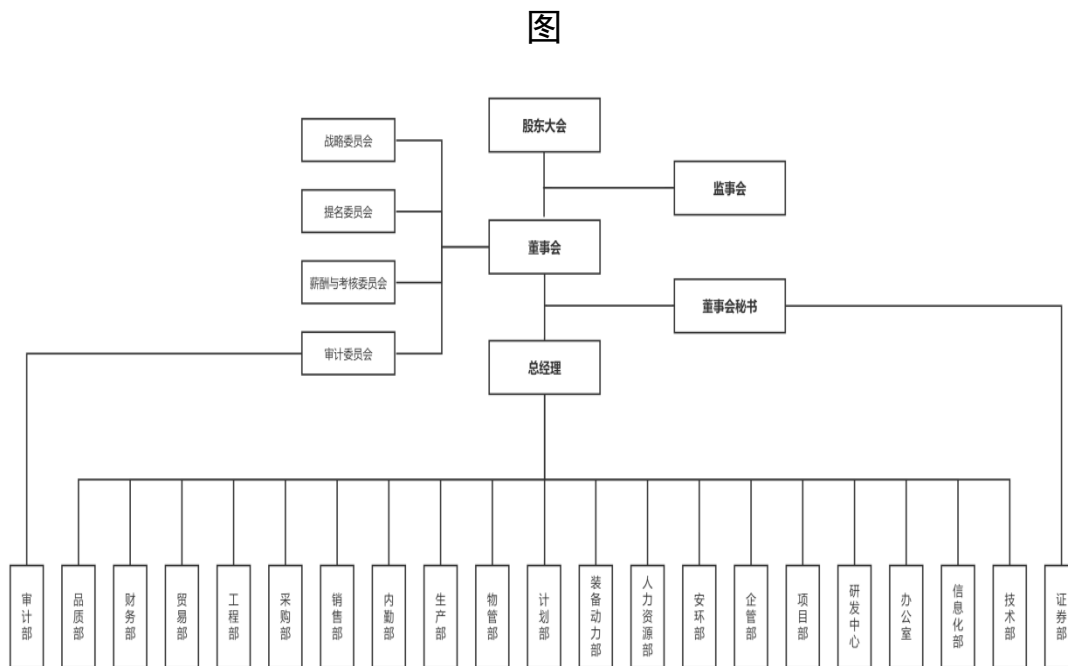 图
股东大会
战略委员会
监事会
提名委员会
董事会
薪酬与考核委员会
董事会秘书
审计委员会
总经理
审计部
品质部
财务部
贸易部
工程部
采购部
销售部
内勤部
生产部
物管部
计划部
装备动力部
人力资源部
安环部
企管部
项目部
研发中心
办公室
信息化部
技术部
证券部